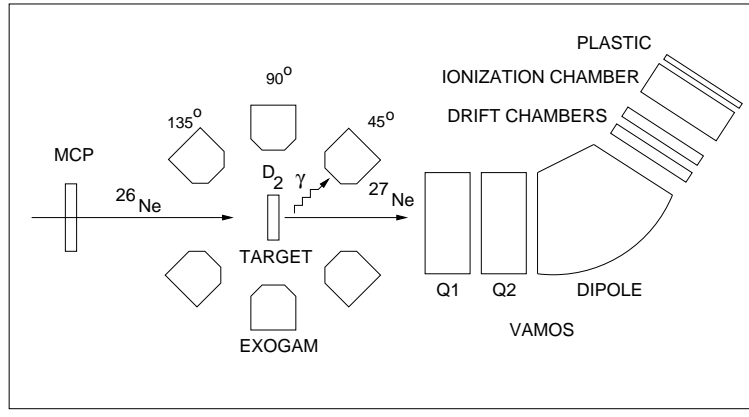 PLASTIC
IONIZATION CHAMBER
DRIFT CHAMBERS
90°
135°
45°
MCP
D₂
γ
²⁶Ne
²⁷Ne
TARGET
EXOGAM
Q1
Q2
DIPOLE
VAMOS